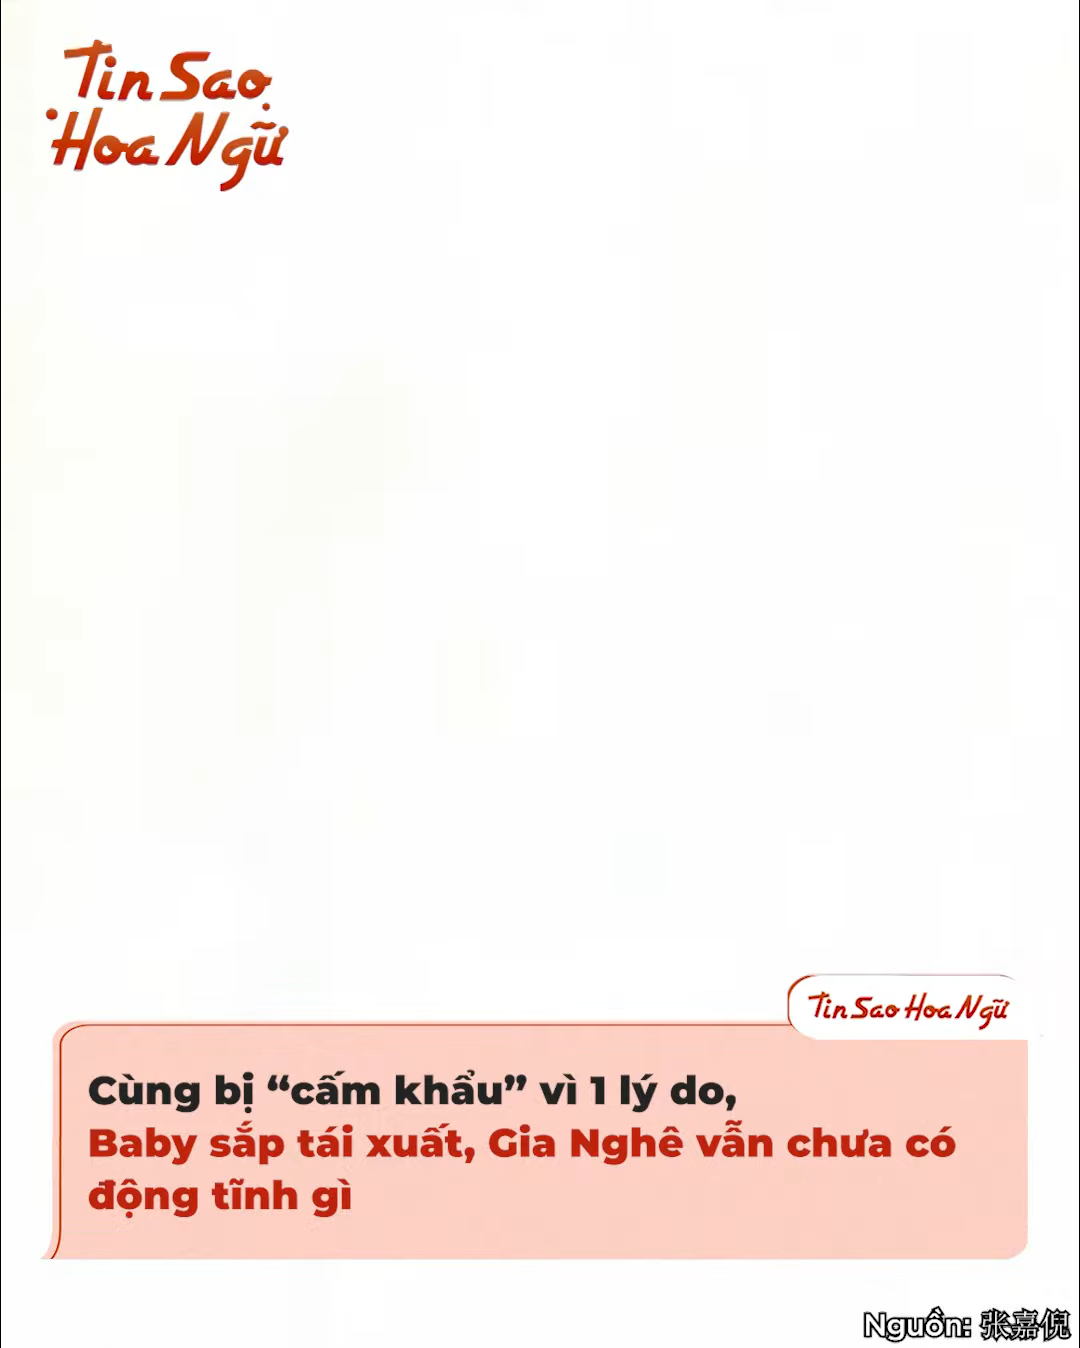 Tin Sao
Hoa Ngữ
Tin Sao Hoa Ngữ
Cùng bị “cấm khẩu” vì 1 lý do,
Baby sắp tái xuất, Gia Nghê vẫn chưa có
động tĩnh gì
Nguồn: 张嘉倪